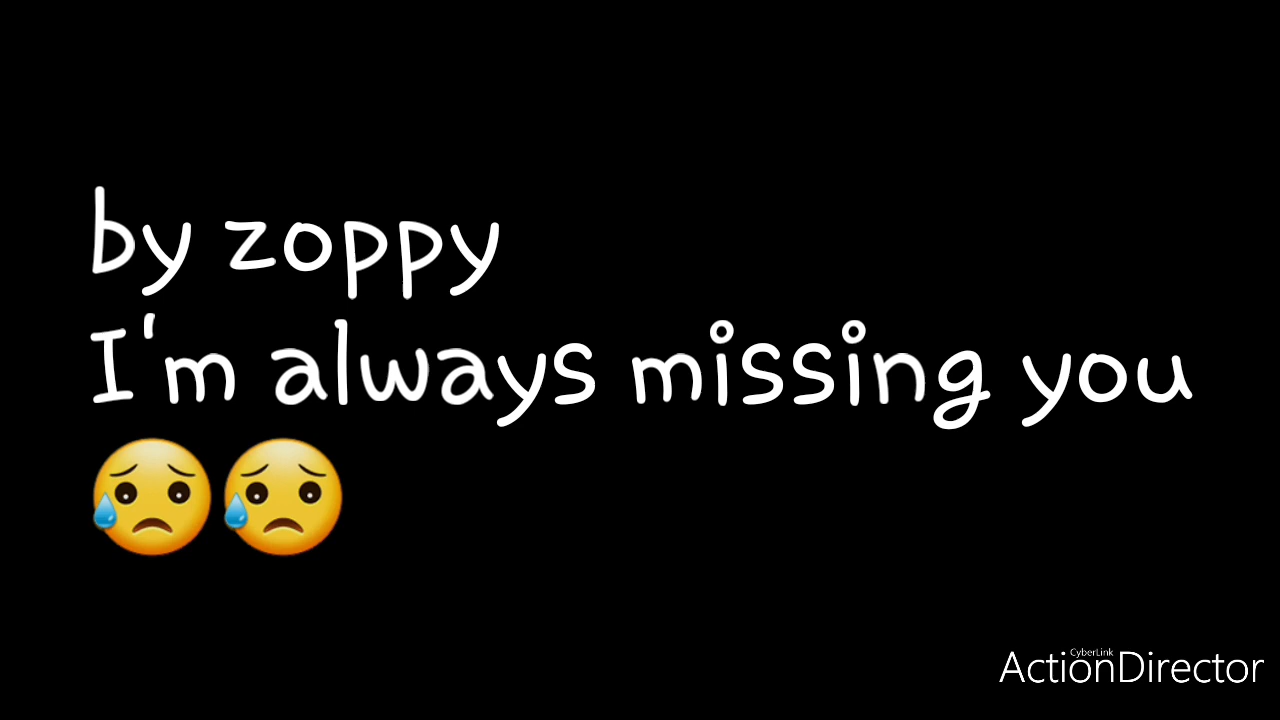 by zoppy
I'm always missing you
😥😥
CyberLink
ActionDirector